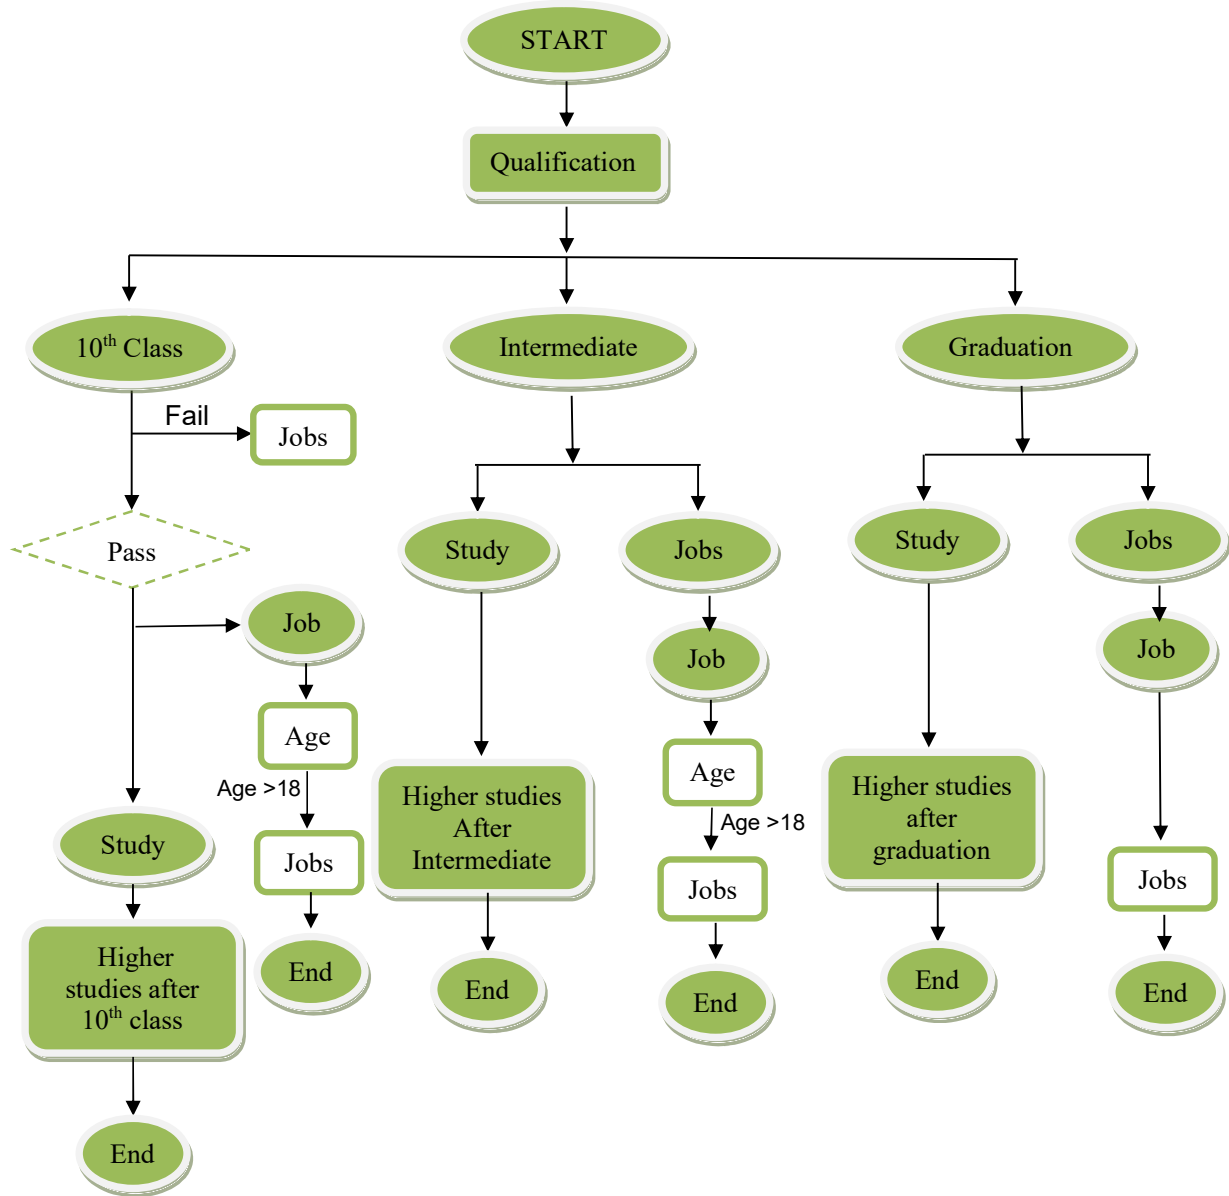 START
Qualification
10th Class
Intermediate
Graduation
Fail
Jobs
Pass
Study
Jobs
Study
Jobs
Job
Job
Job
Age
Age
Age >18
Age >18
Higher studies
After
Intermediate
Higher studies
after
graduation
Study
Jobs
Jobs
Jobs
Higher
studies after
10th class
End
End
End
End
End
End